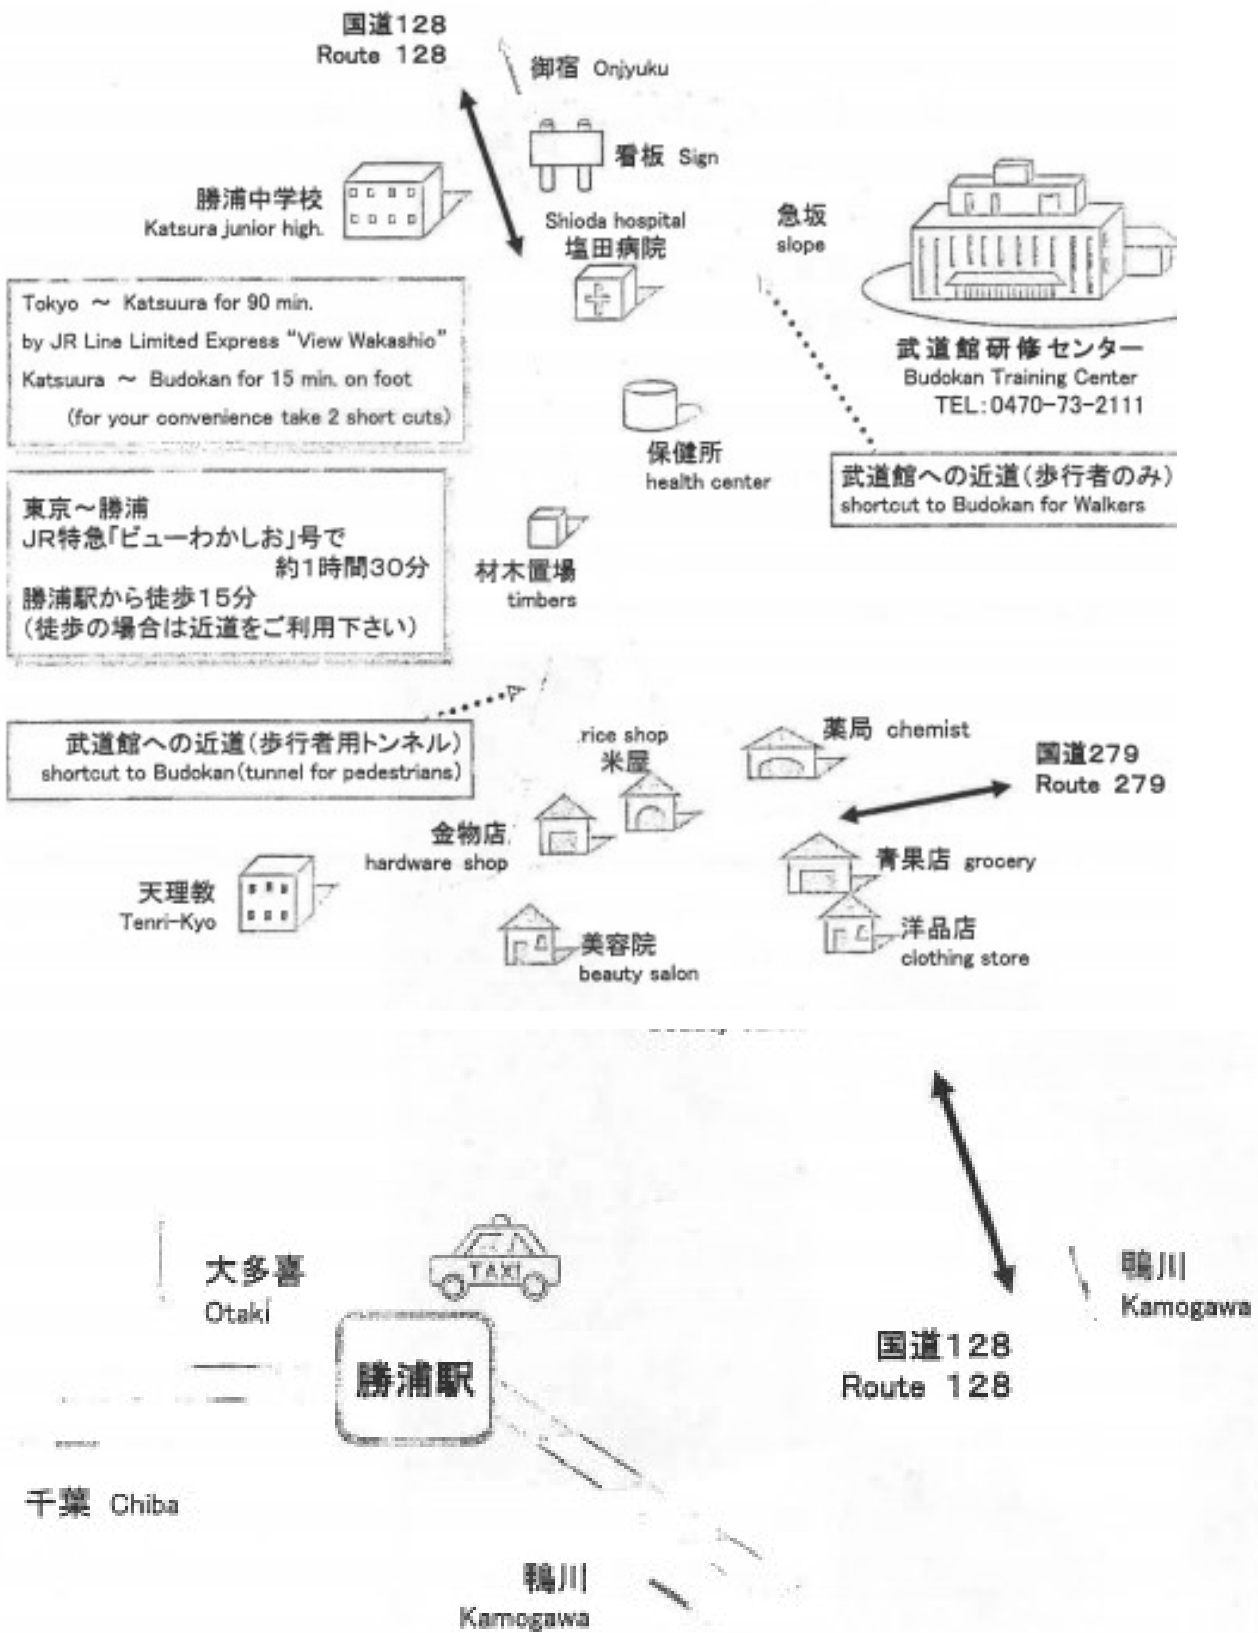 国道128
Route 128
御宿 Onjyuku
看板 Sign
勝浦中学校
Katsura junior high.
Shioda hospital
塩田病院
急坂
slope
武道館研修センター
Budokan Training Center
TEL:0470-73-2111
Tokyo ～ Katsuura for 90 min.
by JR Line Limited Express "View Wakashio"
Katsuura ～ Budokan for 15 min. on foot
(for your convenience take 2 short cuts)
保健所
health center
武道館への近道(歩行者のみ)
shortcut to Budokan for Walkers
東京～勝浦
JR特急「ビューわかしお」号で
約1時間30分
勝浦駅から徒歩15分
(徒歩の場合は近道をご利用下さい)
材木置場
timbers
武道館への近道(歩行者用トンネル)
shortcut to Budokan(tunnel for pedestrians)
rice shop
米屋
薬局 chemist
国道279
Route 279
金物店
hardware shop
青果店 grocery
天理教
Tenri-Kyo
美容院
beauty salon
洋品店
clothing store
TAXI
大多喜
Otaki
勝浦駅
鴨川
Kamogawa
国道128
Route 128
千葉 Chiba
鴨川
Kamogawa